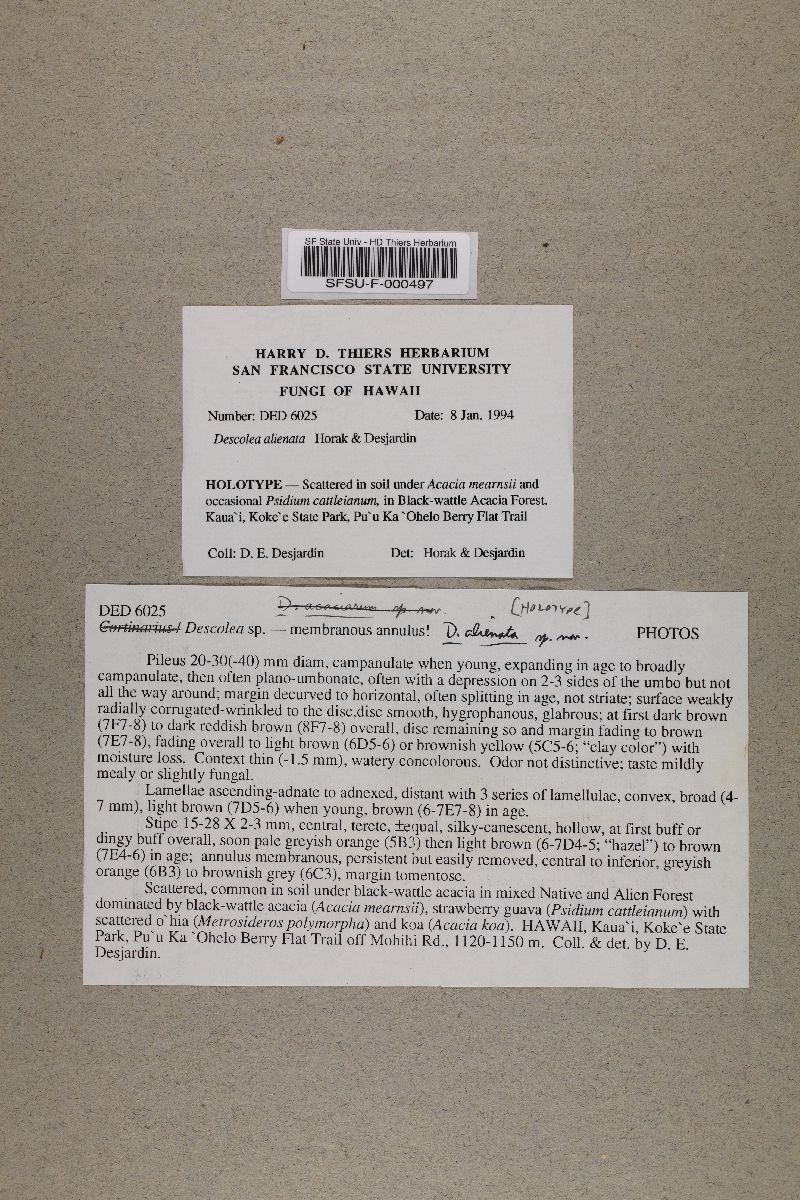 SF State Univ - HD Thiers Herbarium
SFSU-F-000497
HARRY D. THIERS HERBARIUM
SAN FRANCISCO STATE UNIVERSITY
FUNGI OF HAWAII
Number: DED 6025 Date: 8 Jan. 1994
Descolea alienata Horak & Desjardin
HOLOTYPE — Scattered in soil under Acacia mearnsii and
occasional Psidium cattleianum, in Black-wattle Acacia Forest.
Kaua`i, Koke`e State Park, Pu`u Ka `Ohelo Berry Flat Trail
Coll: D. E. Desjardin Det: Horak & Desjardin
DED 6025 D. acaciarum sp. nov. [HOLOTYPE]
Cortinarius / Descolea sp. — membranous annulus! D. alienata sp. nov. PHOTOS
Pileus 20-30(-40) mm diam, campanulate when young, expanding in age to broadly
campanulate, then often plano-umbonate, often with a depression on 2-3 sides of the umbo but not
all the way around; margin decurved to horizontal, often splitting in age, not striate; surface weakly
radially corrugated-wrinkled to the disc,disc smooth, hygrophanous, glabrous; at first dark brown
(7F7-8) to dark reddish brown (8F7-8) overall, disc remaining so and margin fading to brown
(7E7-8), fading overall to light brown (6D5-6) or brownish yellow (5C5-6; "clay color") with
moisture loss. Context thin (~1.5 mm), watery concolorous. Odor not distinctive; taste mildly
mealy or slightly fungal.
Lamellae ascending-adnate to adnexed, distant with 3 series of lamellulae, convex, broad (4-
7 mm), light brown (7D5-6) when young, brown (6-7E7-8) in age.
Stipe 15-28 X 2-3 mm, central, terete, ±equal, silky-canescent, hollow, at first buff or
dingy buff overall, soon pale greyish orange (5B3) then light brown (6-7D4-5; "hazel") to brown
(7E4-6) in age; annulus membranous, persistent but easily removed, central to inferior, greyish
orange (6B3) to brownish grey (6C3), margin tomentose.
Scattered, common in soil under black-wattle acacia in mixed Native and Alien Forest
dominated by black-wattle acacia (Acacia mearnsii), strawberry guava (Psidium cattleianum) with
scattered o`hia (Metrosideros polymorpha) and koa (Acacia koa). HAWAII, Kaua`i, Koke`e State
Park, Pu`u Ka `Ohelo Berry Flat Trail off Mohihi Rd., 1120-1150 m. Coll. & det. by D. E.
Desjardin.